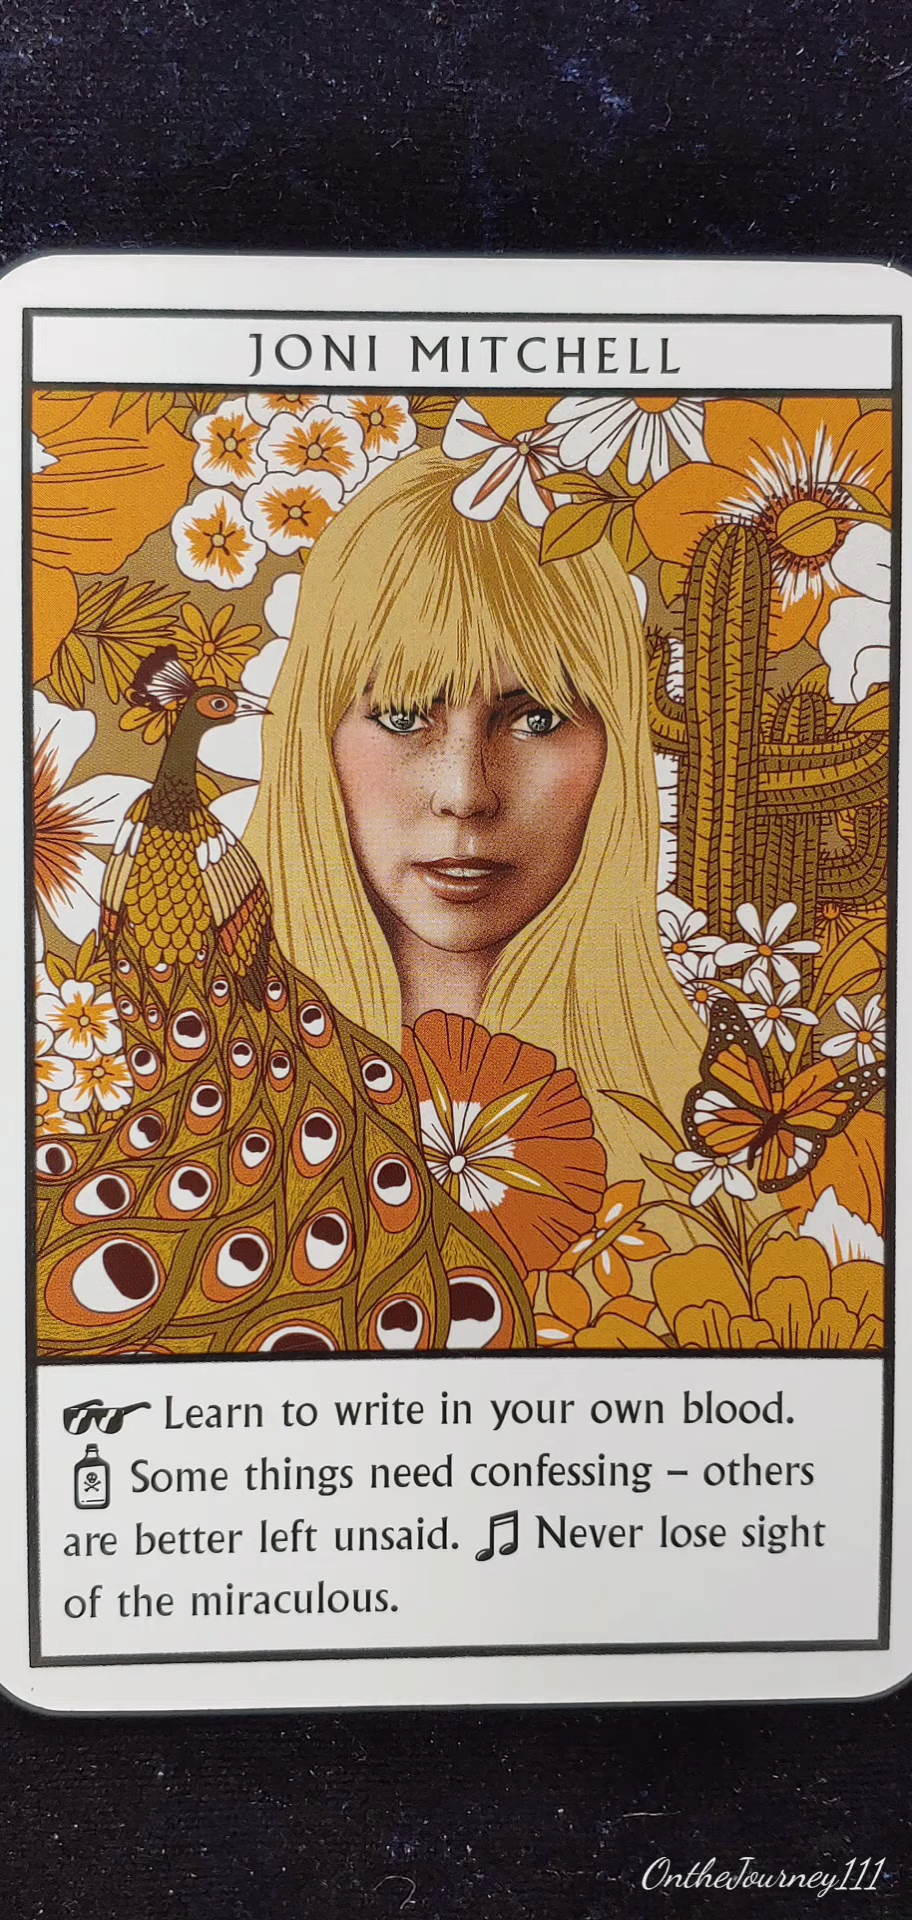 JONI MITCHELL
Learn to write in your own blood.
Some things need confessing – others
are better left unsaid. Never lose sight
of the miraculous.
OntheJourney111